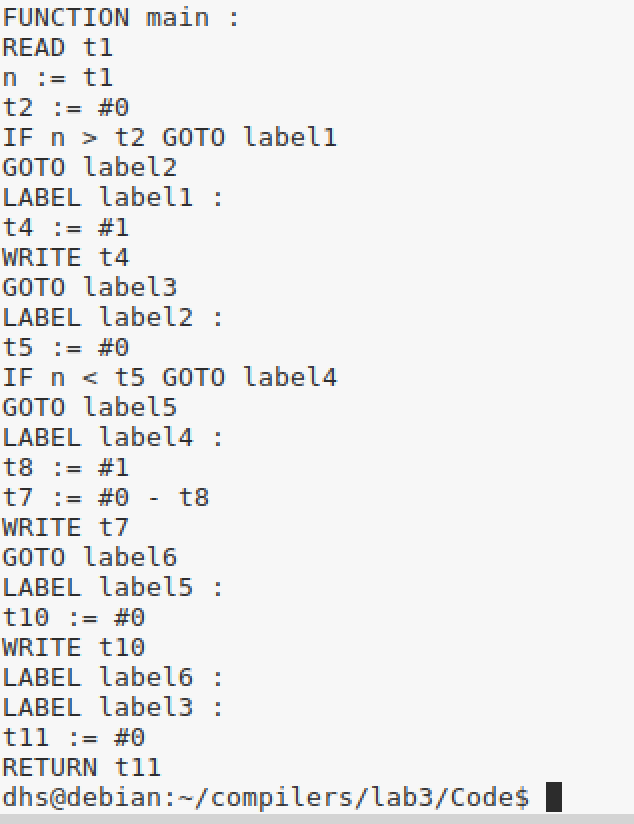 FUNCTION main :
READ t1
n := t1
t2 := #0
IF n > t2 GOTO label1
GOTO label2
LABEL label1 :
t4 := #1
WRITE t4
GOTO label3
LABEL label2 :
t5 := #0
IF n < t5 GOTO label4
GOTO label5
LABEL label4 :
t8 := #1
t7 := #0 - t8
WRITE t7
GOTO label6
LABEL label5 :
t10 := #0
WRITE t10
LABEL label6 :
LABEL label3 :
t11 := #0
RETURN t11
dhs@debian:~/compilers/lab3/Code$